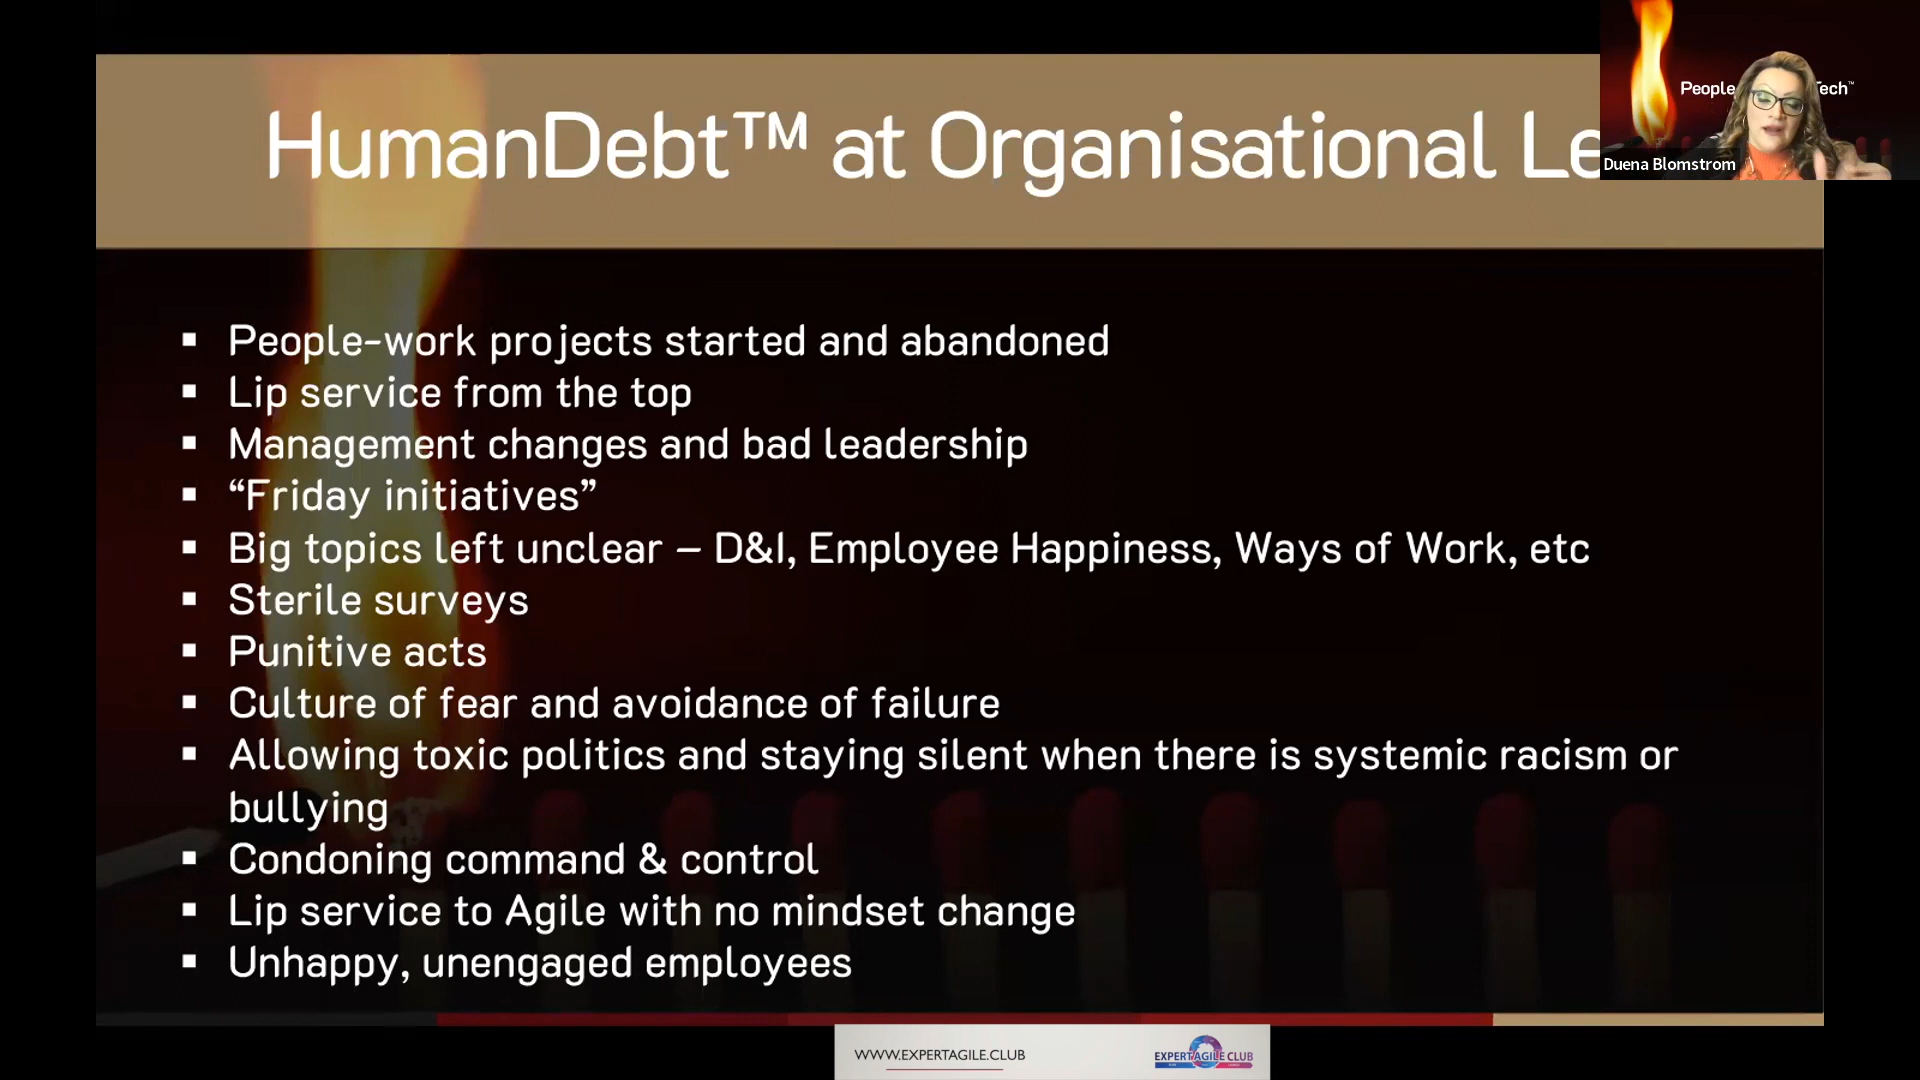 HumanDebt™ at Organisational Le
People Tech™
Duena Blomstrom
▪ People-work projects started and abandoned
▪ Lip service from the top
▪ Management changes and bad leadership
▪ “Friday initiatives”
▪ Big topics left unclear – D&I, Employee Happiness, Ways of Work, etc
▪ Sterile surveys
▪ Punitive acts
▪ Culture of fear and avoidance of failure
▪ Allowing toxic politics and staying silent when there is systemic racism or
bullying
▪ Condoning command & control
▪ Lip service to Agile with no mindset change
▪ Unhappy, unengaged employees
WWW.EXPERTAGILE.CLUB
EXPERT AGILE CLUB